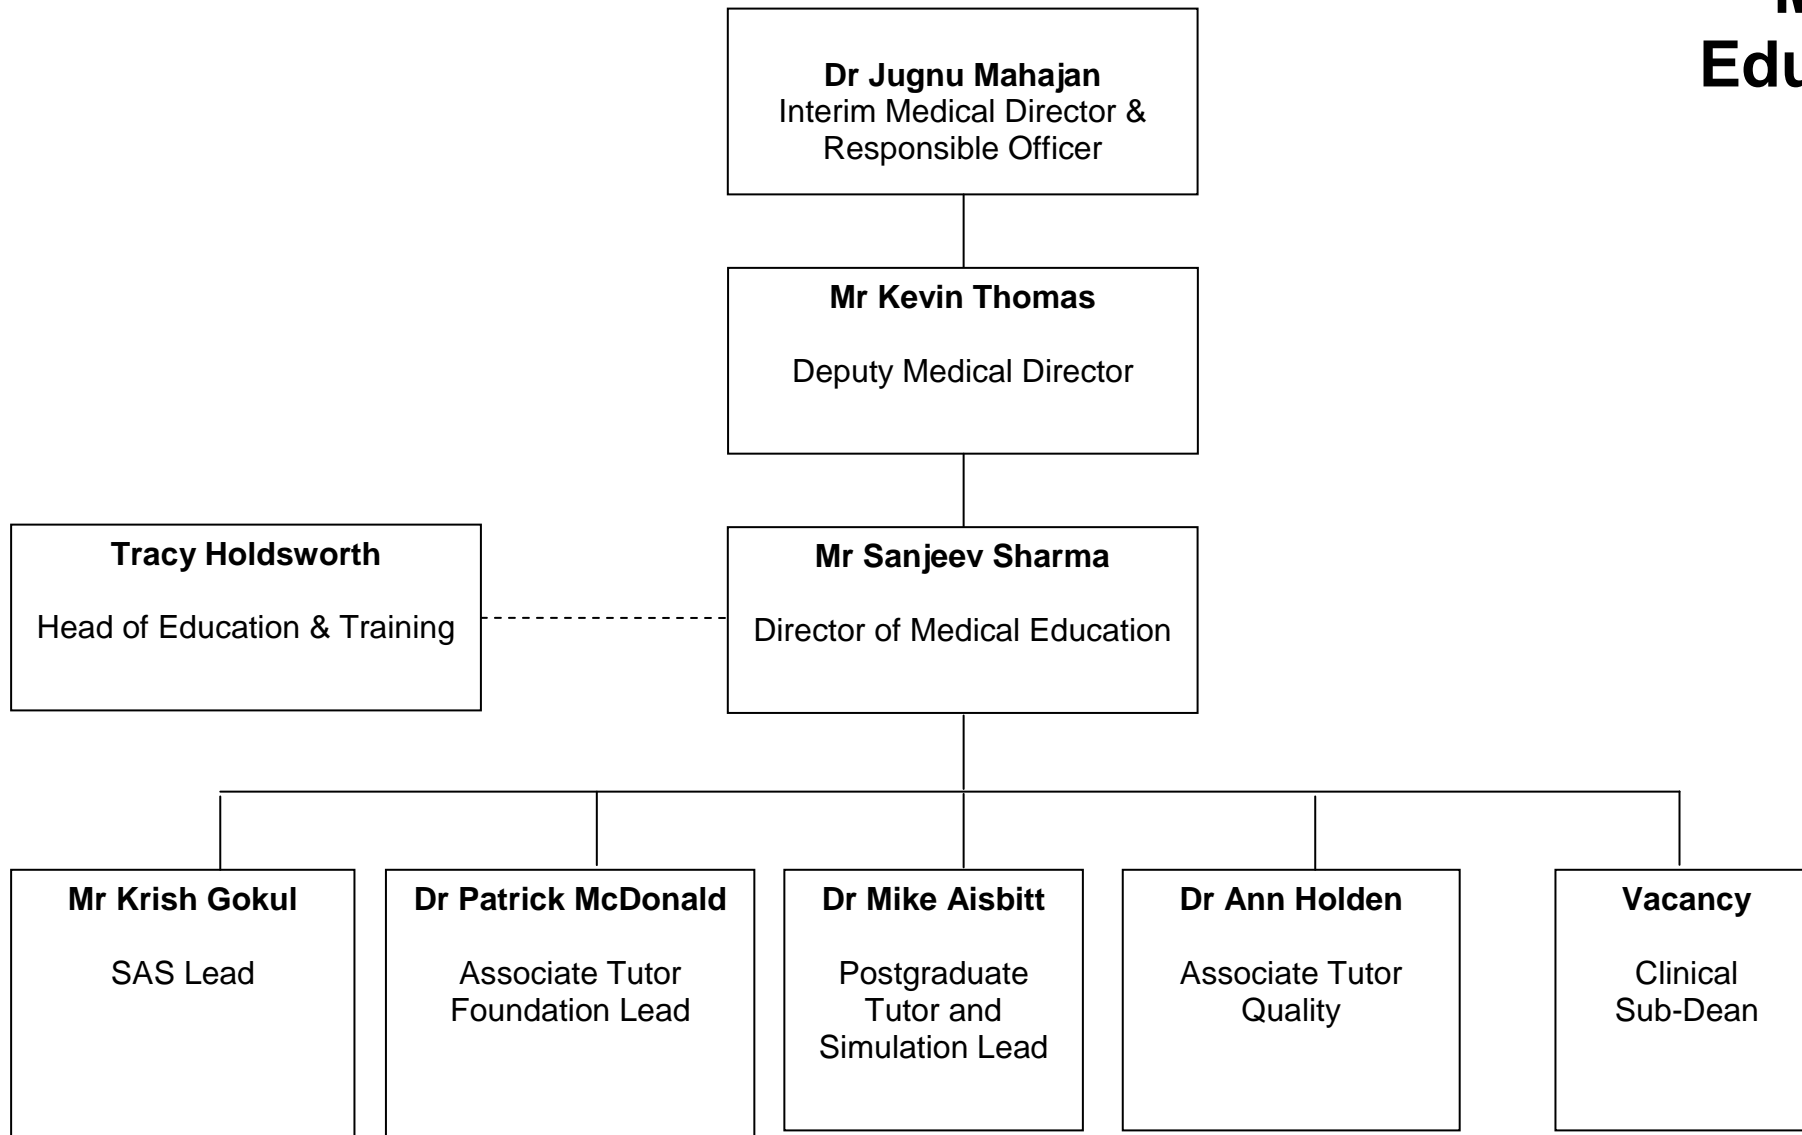 Edu
Dr Jugnu Mahajan
Interim Medical Director &
Responsible Officer
Mr Kevin Thomas
Deputy Medical Director
Tracy Holdsworth
Head of Education & Training
Mr Sanjeev Sharma
Director of Medical Education
Mr Krish Gokul
SAS Lead
Dr Patrick McDonald
Associate Tutor
Foundation Lead
Dr Mike Aisbitt
Postgraduate
Tutor and
Simulation Lead
Dr Ann Holden
Associate Tutor
Quality
Vacancy
Clinical
Sub-Dean